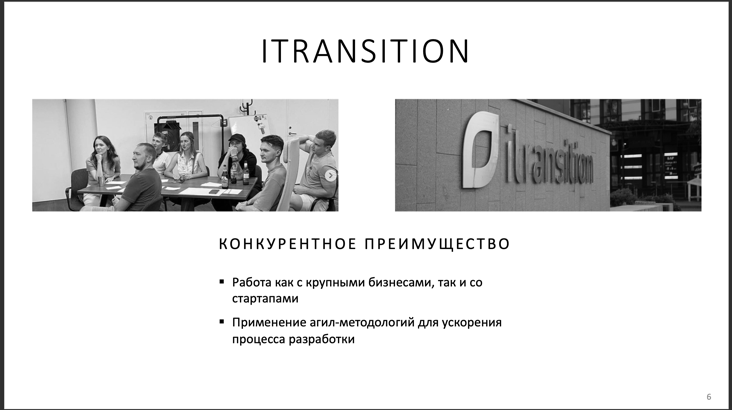 ITRANSITION
itransition
КОНКУРЕНТНОЕ ПРЕИМУЩЕСТВО
▪ Работа как с крупными бизнесами, так и со
стартапами
▪ Применение агил-методологий для ускорения
процесса разработки
6